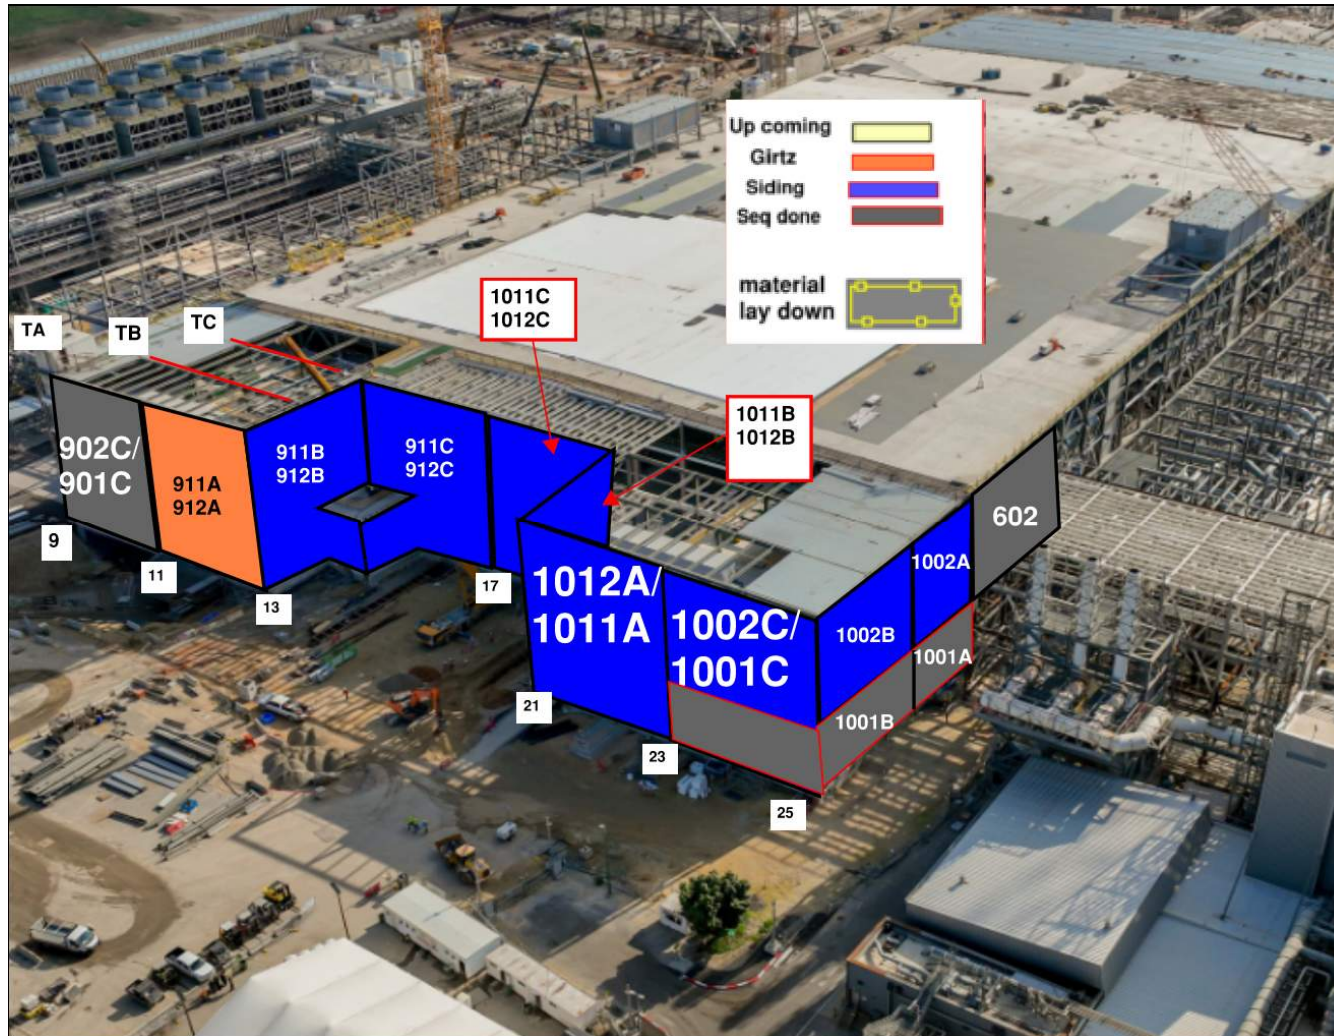 Up coming
Girtz
Siding
Seq done
material
lay down
1011C
1012C
TA
TB
TC
1011B
1012B
902C/
901C
911A
912A
911B
912B
911C
912C
602
1002A
1012A/
1011A
1002C/
1001C
1002B
1001A
1001B
9
11
13
17
21
23
25